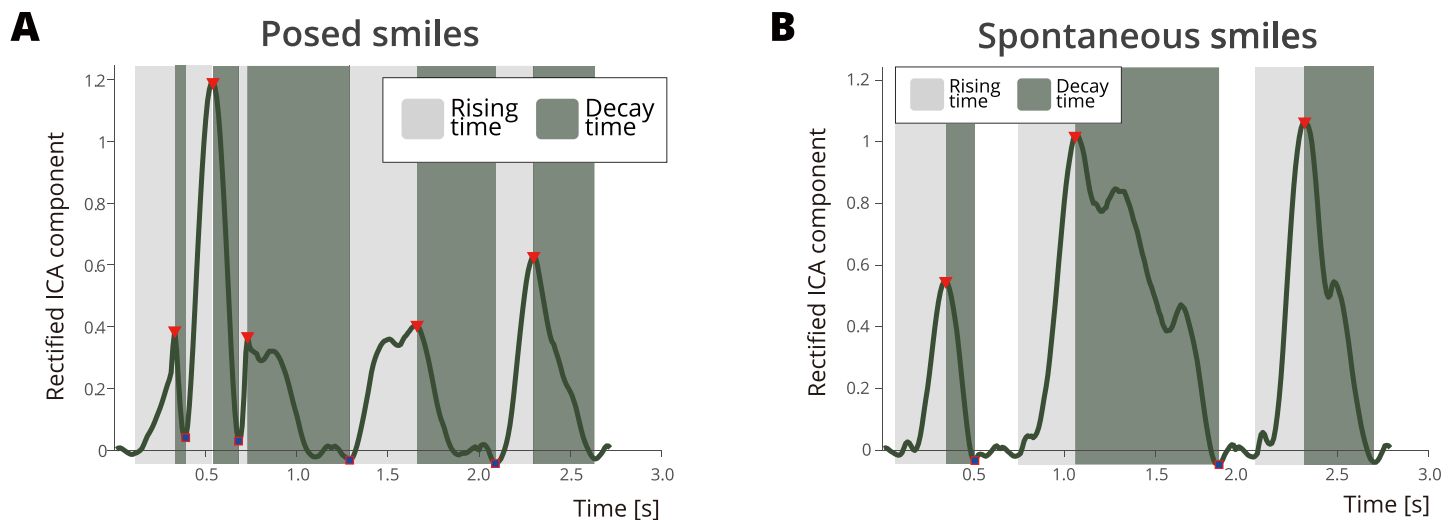 A
Posed smiles
Rectified ICA component
1.2
1
0.8
0.6
0.4
0.2
0
0.5
1.0
1.5
2.0
2.5
3.0
Time [s]
Rising
time
Decay
time
B
Spontaneous smiles
Rectified ICA component
1.2
1
0.8
0.6
0.4
0.2
0
0.5
1.0
1.5
2.0
2.5
3.0
Time [s]
Rising
time
Decay
time